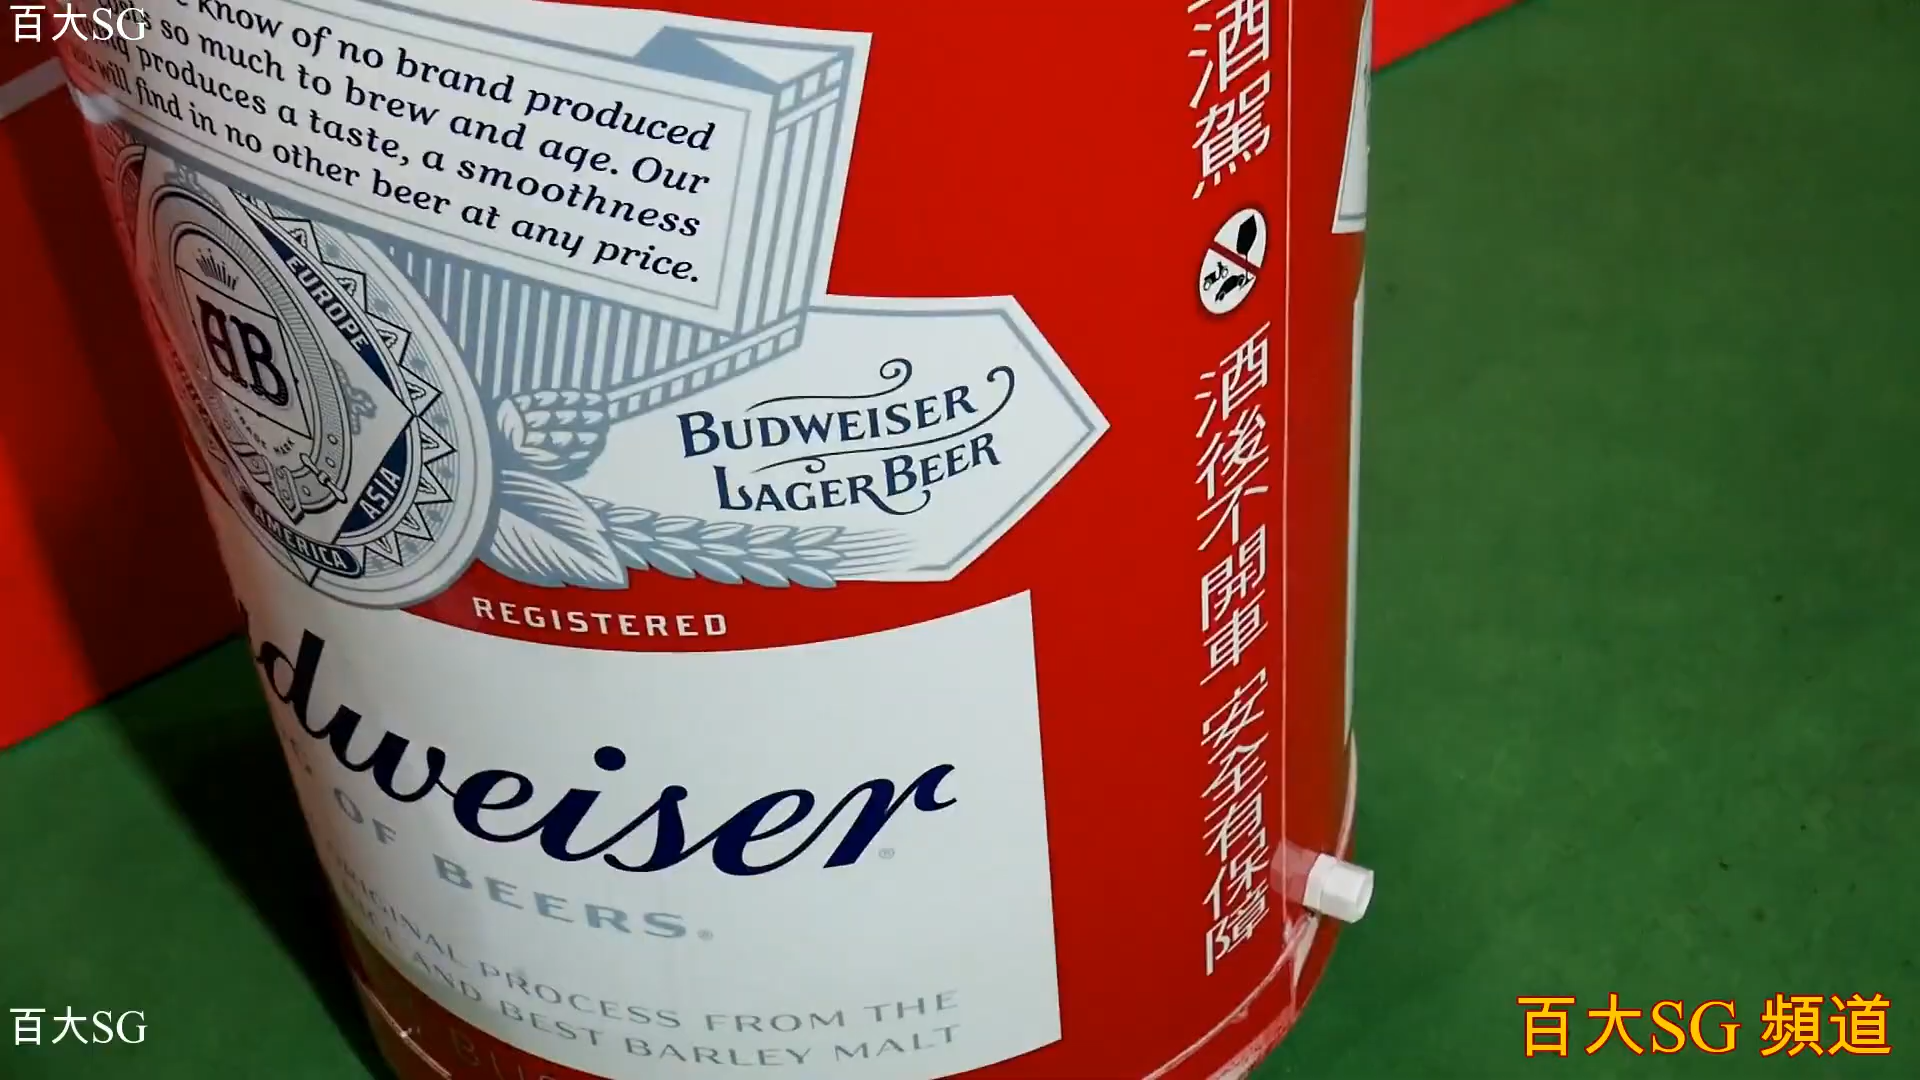 百大SG
know of no brand produced
so much to brew and age. Our
produces a taste, a smoothness
will find in no other beer at any price.
EUROPE
AB
TRADE MARK
ASIA
AMERICA
BUDWEISER
LAGER BEER
REGISTERED
dweiser®
OF BEERS®
ORIGINAL PROCESS FROM THE
AND BEST BARLEY MALT
酒駕
酒後不開車 安全有保障
百大SG
百大SG 頻道